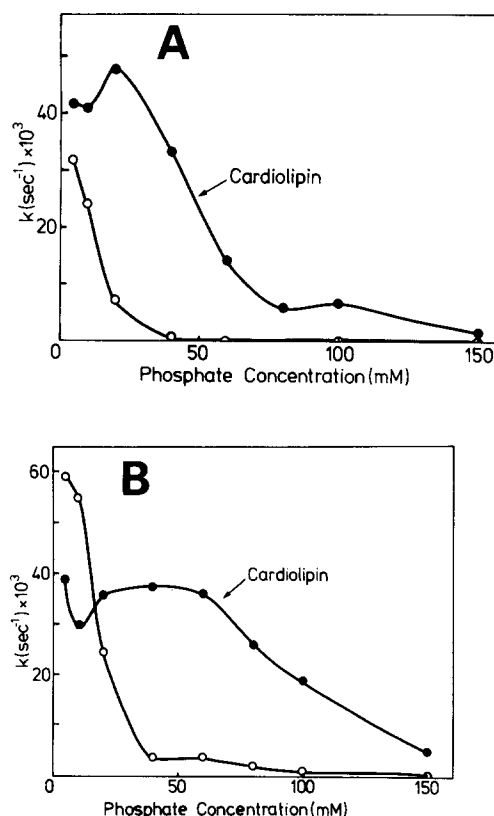 A
k(sec⁻¹)×10³
40
20
Cardiolipin
0 50 100 150
Phosphate Concentration(mM)
B
k(sec⁻¹)×10³
60
40
20
Cardiolipin
0 50 100 150
Phosphate Concentration(mM)